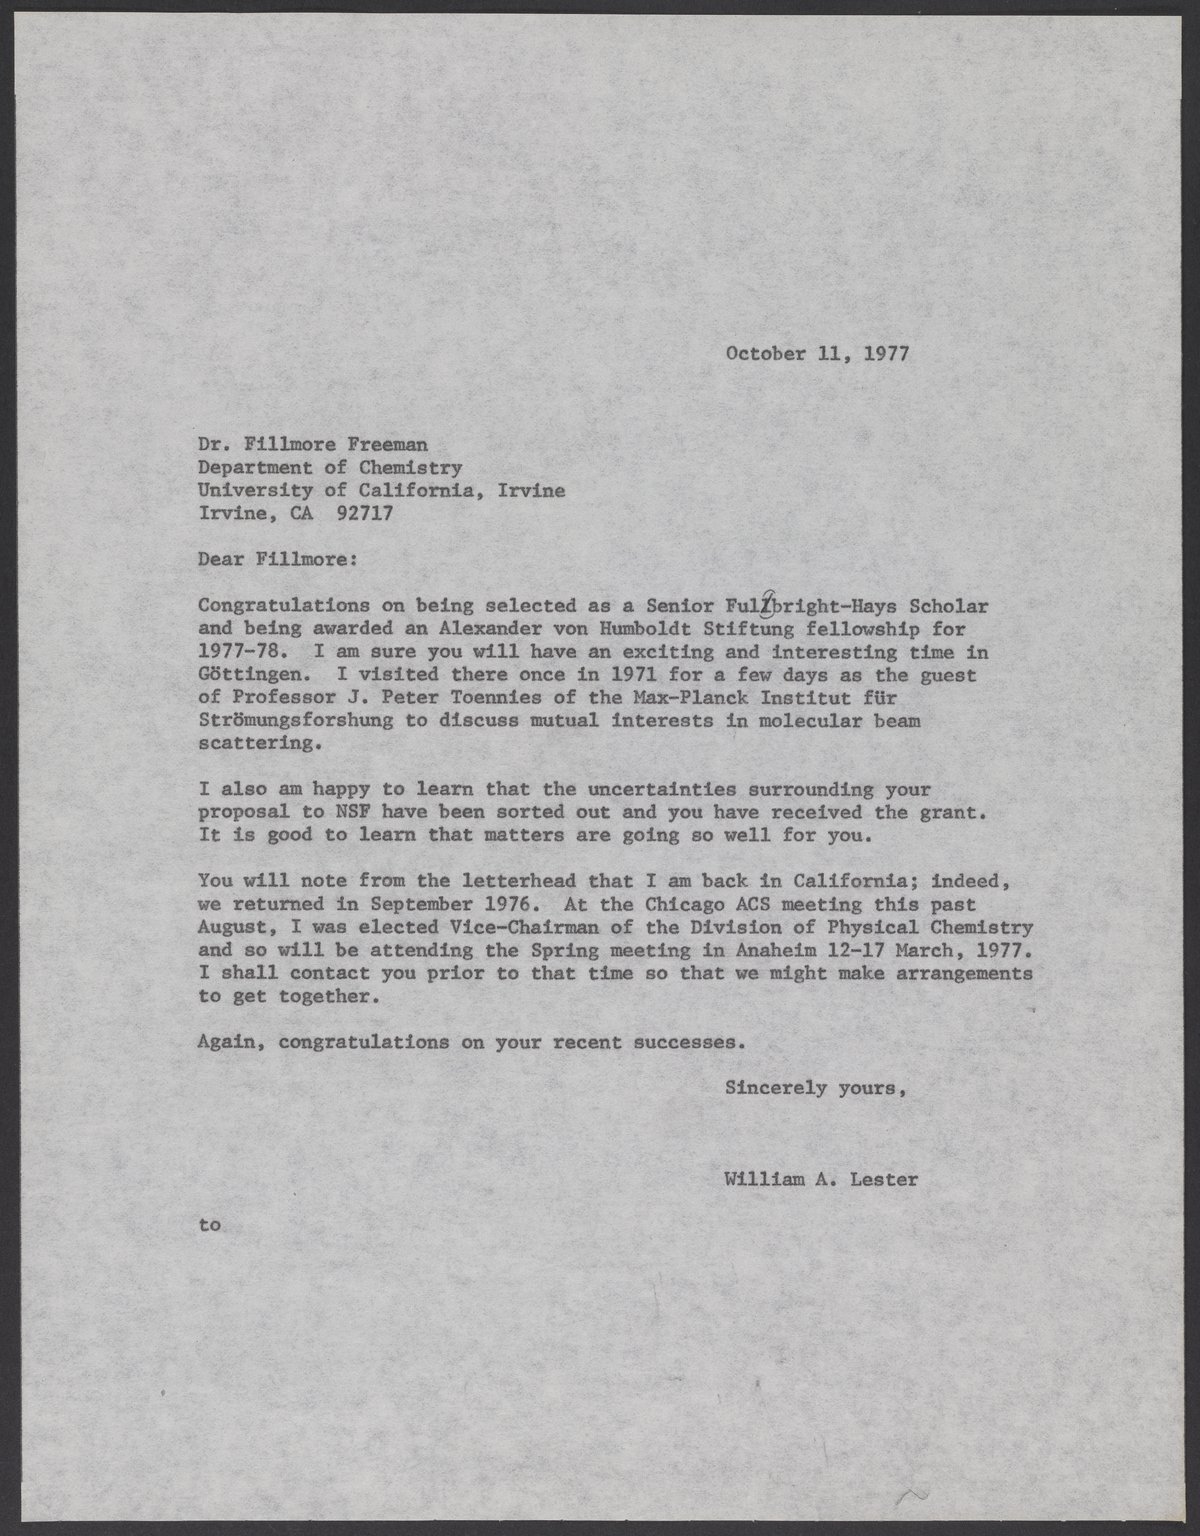 October 11, 1977
Dr. Fillmore Freeman
Department of Chemistry
University of California, Irvine
Irvine, CA  92717
Dear Fillmore:
Congratulations on being selected as a Senior Fullbright-Hays Scholar
and being awarded an Alexander von Humboldt Stiftung fellowship for
1977-78.  I am sure you will have an exciting and interesting time in
Göttingen.  I visited there once in 1971 for a few days as the guest
of Professor J. Peter Toennies of the Max-Planck Institut für
Strömungsforshung to discuss mutual interests in molecular beam
scattering.
I also am happy to learn that the uncertainties surrounding your
proposal to NSF have been sorted out and you have received the grant.
It is good to learn that matters are going so well for you.
You will note from the letterhead that I am back in California; indeed,
we returned in September 1976.  At the Chicago ACS meeting this past
August, I was elected Vice-Chairman of the Division of Physical Chemistry
and so will be attending the Spring meeting in Anaheim 12-17 March, 1977.
I shall contact you prior to that time so that we might make arrangements
to get together.
Again, congratulations on your recent successes.
Sincerely yours,
William A. Lester
to